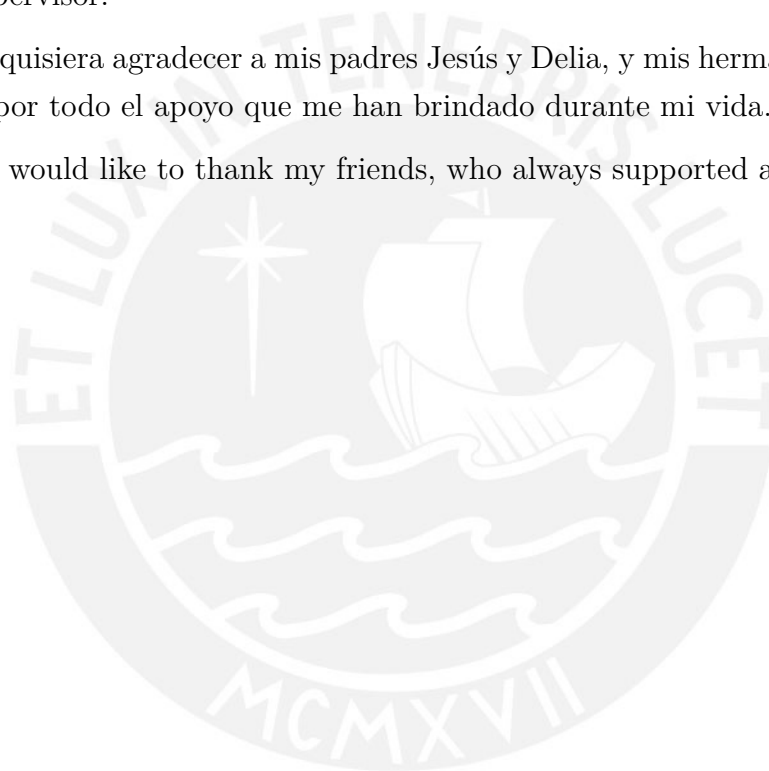 pervisor.
quisiera agradecer a mis padres Jesús y Delia, y mis herma
por todo el apoyo que me han brindado durante mi vida.
would like to thank my friends, who always supported a
ET LUX IN TENEBRIS LUCET
MCMXVII